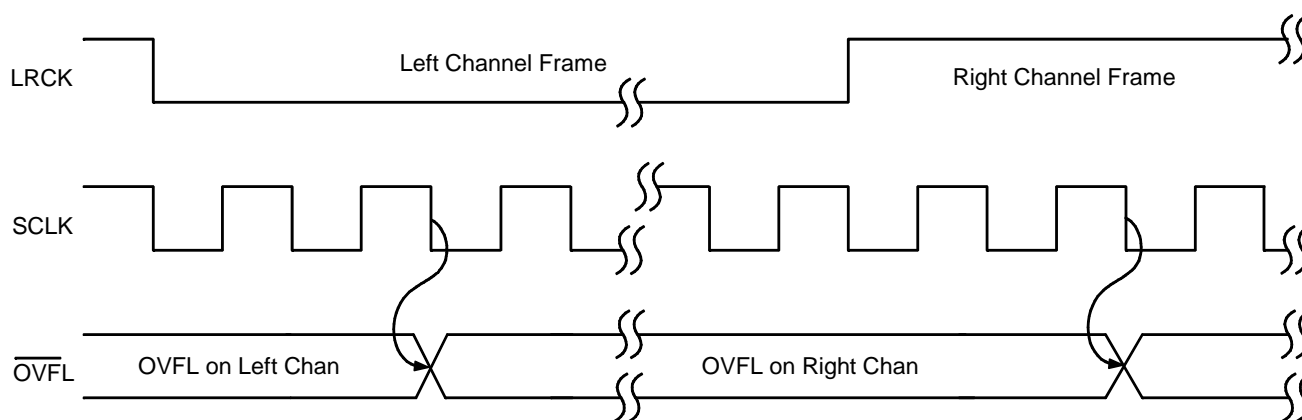 LRCK
Left Channel Frame
Right Channel Frame
SCLK
OVFL
OVFL on Left Chan
OVFL on Right Chan